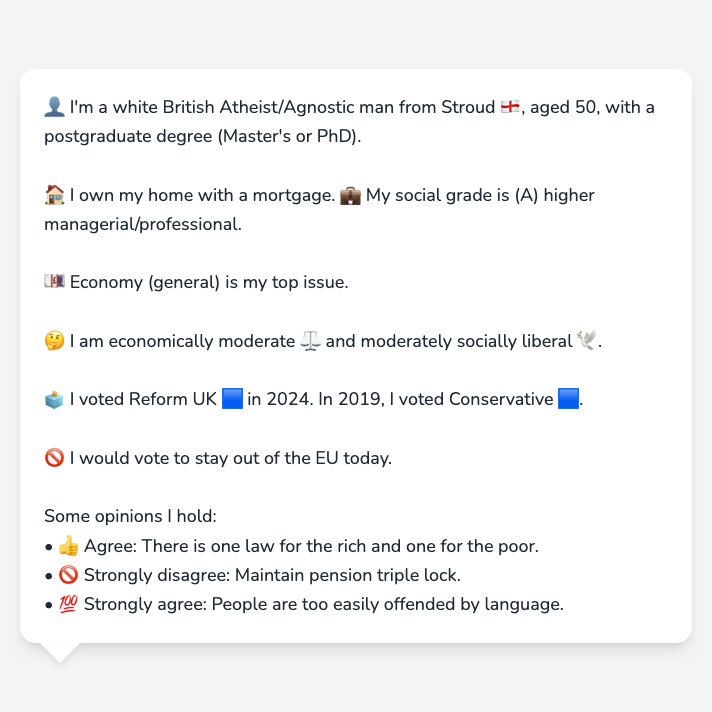 👤 I'm a white British Atheist/Agnostic man from Stroud 🏴󠁧󠁢󠁥󠁮󠁧󠁿, aged 50, with a
postgraduate degree (Master's or PhD).
🏠 I own my home with a mortgage. 💼 My social grade is (A) higher
managerial/professional.
💷 Economy (general) is my top issue.
🤔 I am economically moderate ⚖️ and moderately socially liberal 🕊️.
🗳️ I voted Reform UK 🟦 in 2024. In 2019, I voted Conservative 🟦.
🚫 I would vote to stay out of the EU today.
Some opinions I hold:
• 👍 Agree: There is one law for the rich and one for the poor.
• 🚫 Strongly disagree: Maintain pension triple lock.
• 💯 Strongly agree: People are too easily offended by language.